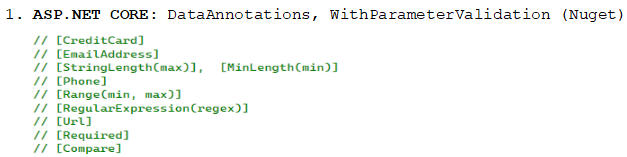 1. ASP.NET CORE: DataAnnotations, WithParameterValidation (Nuget)
// [CreditCard]
// [EmailAddress]
// [StringLength(max)],  [MinLength(min)]
// [Phone]
// [Range(min, max)]
// [RegularExpression(regex)]
// [Url]
// [Required]
// [Compare]